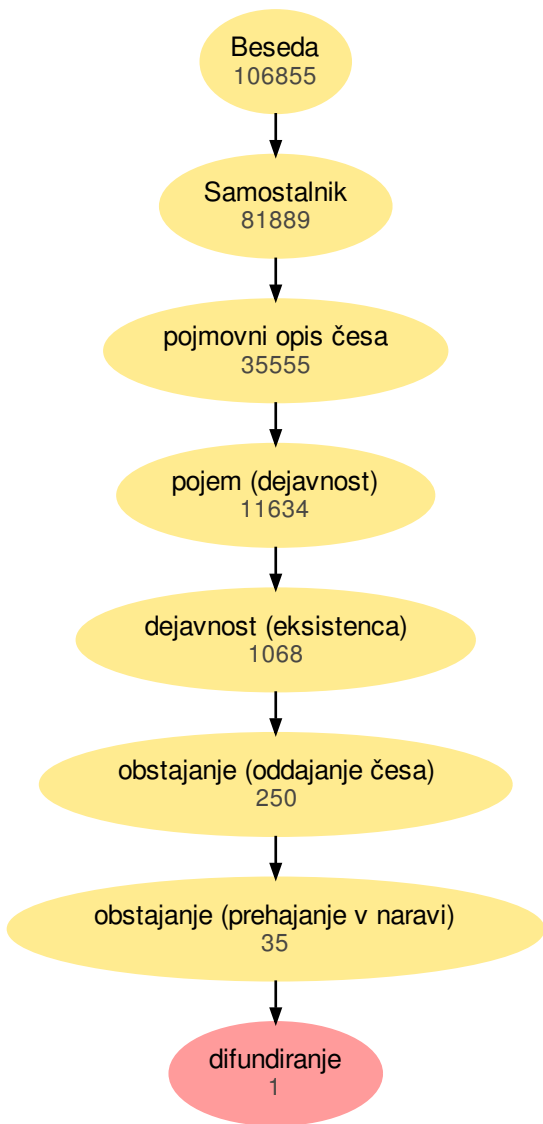 Beseda
106855
Samostalnik
81889
pojmovni opis česa
35555
pojem (dejavnost)
11634
dejavnost (eksistenca)
1068
obstajanje (oddajanje česa)
250
obstajanje (prehajanje v naravi)
35
difundiranje
1